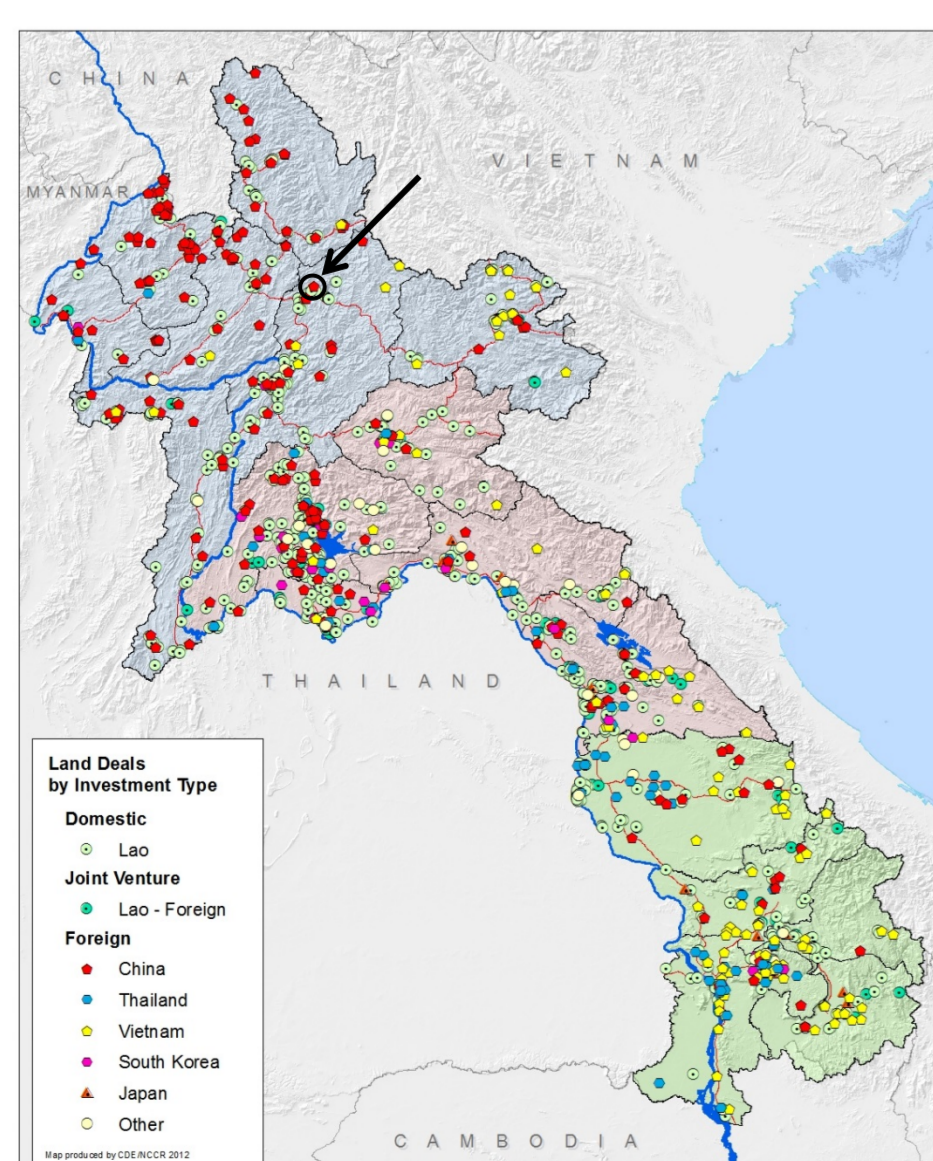 CHINA
VIETNAM
MYANMAR
THAILAND
Land Deals
by Investment Type
Domestic
Lao
Joint Venture
Lao - Foreign
Foreign
China
Thailand
Vietnam
South Korea
Japan
Other
Map produced by CDE/NCCR 2012
CAMBODIA